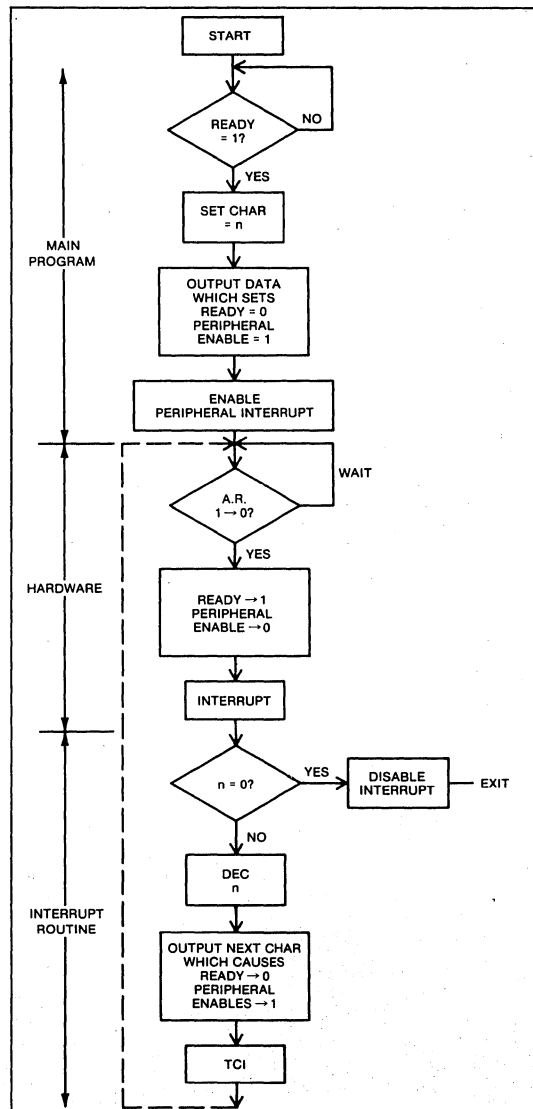 START
READY
= 1?
NO
YES
SET CHAR
= n
MAIN
PROGRAM
OUTPUT DATA
WHICH SETS
READY = 0
PERIPHERAL
ENABLE = 1
ENABLE
PERIPHERAL INTERRUPT
WAIT
A.R.
1 → 0?
YES
HARDWARE
READY → 1
PERIPHERAL
ENABLE → 0
INTERRUPT
n = 0?
YES
DISABLE
INTERRUPT
EXIT
NO
DEC
n
INTERRUPT
ROUTINE
OUTPUT NEXT CHAR
WHICH CAUSES
READY → 0
PERIPHERAL
ENABLES → 1
TCI